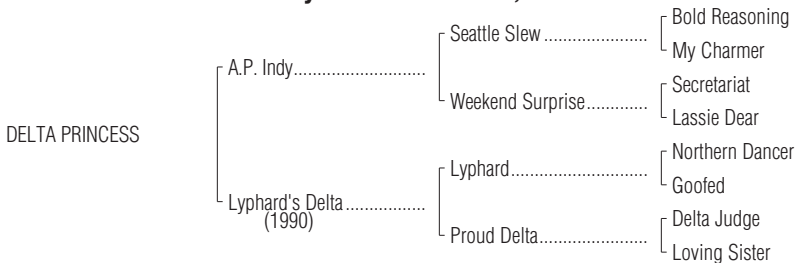 Bold Reasoning
Seattle Slew
My Charmer
A.P. Indy
Secretariat
Weekend Surprise
Lassie Dear
DELTA PRINCESS
Northern Dancer
Lyphard
Goofed
Lyphard's Delta
(1990)
Delta Judge
Proud Delta
Loving Sister